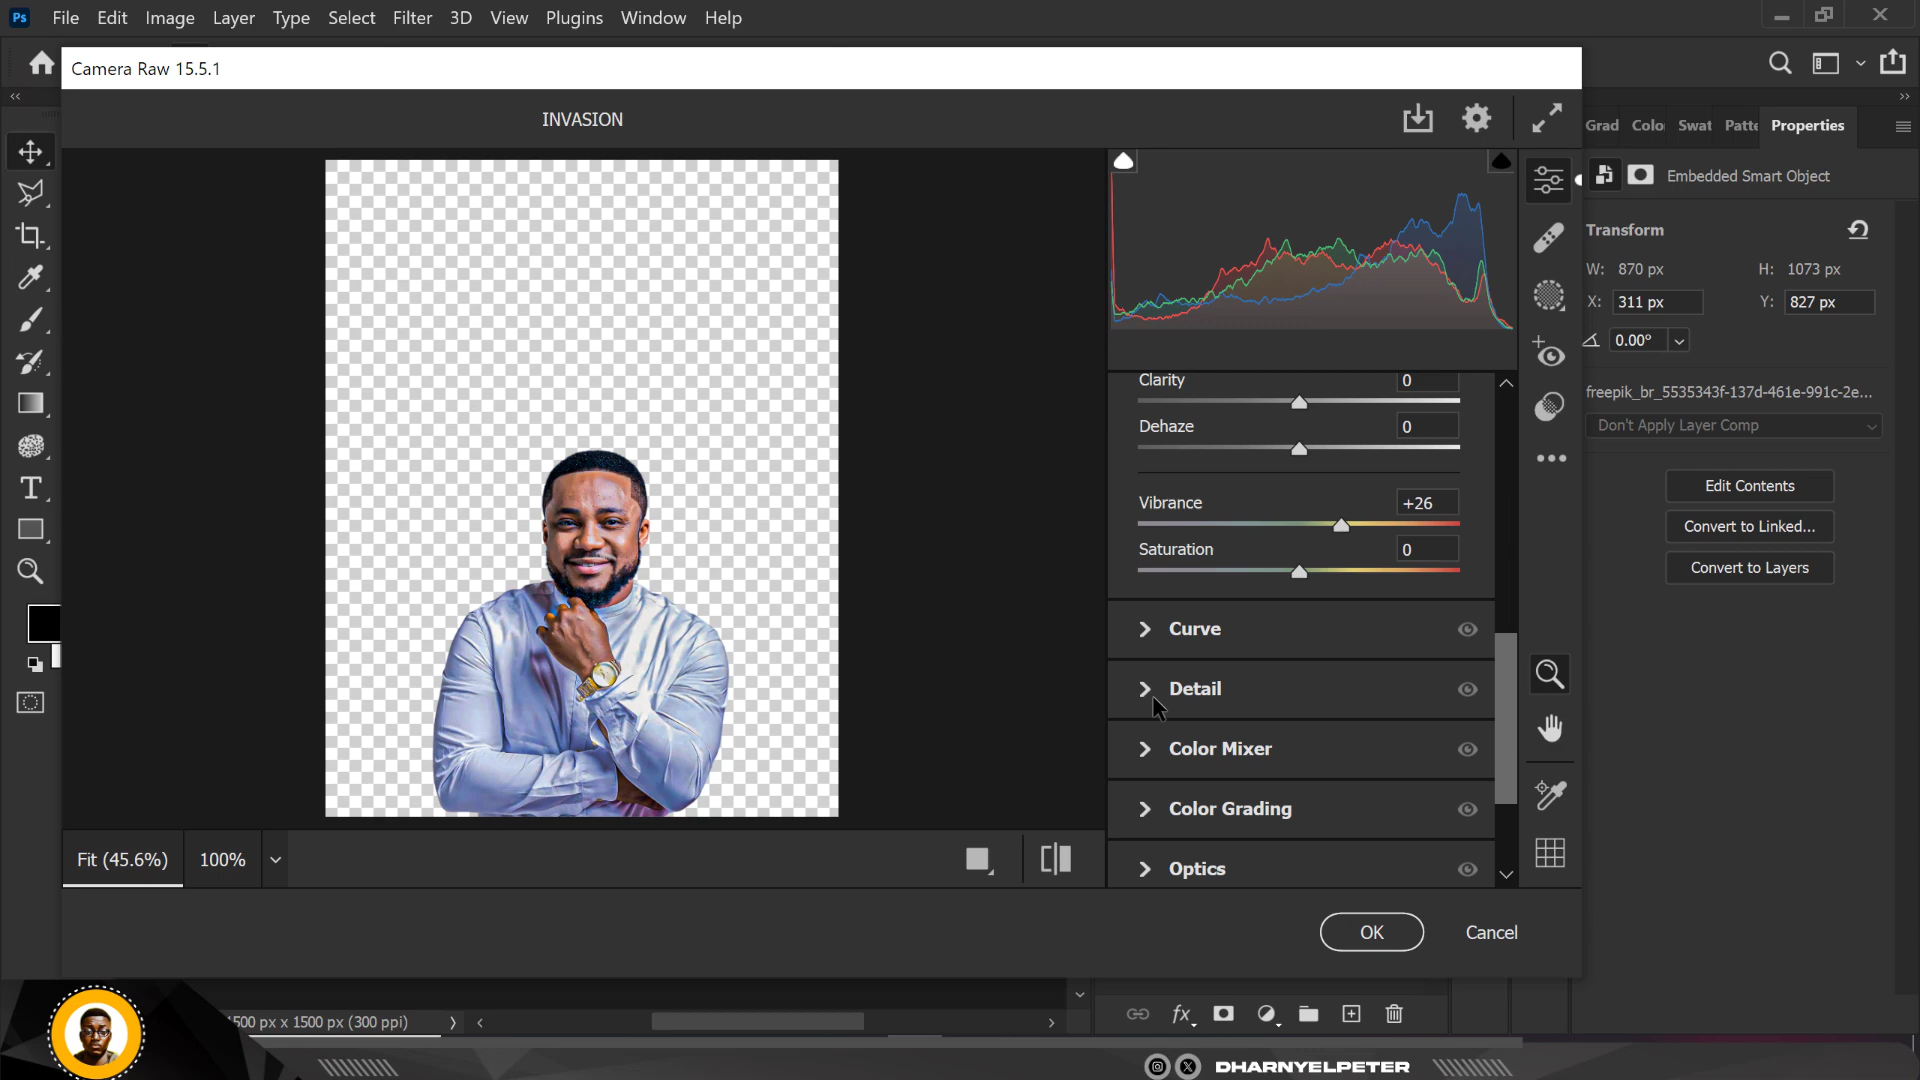 Ps File Edit Image Layer Type Select Filter 3D View Plugins Window Help
Camera Raw 15.5.1
INVASION
Grad Colo Swat Patte Properties
Embedded Smart Object
Transform
W: 870 px H: 1073 px
X: 311 px Y: 827 px
0.00°
freepik_br_5535343f-137d-461e-991c-2e...
Don't Apply Layer Comp
Edit Contents
Convert to Linked...
Convert to Layers
Clarity 0
Dehaze 0
Vibrance +26
Saturation 0
Curve
Detail
Color Mixer
Color Grading
Optics
Fit (45.6%) 100%
OK Cancel
1500 px x 1500 px (300 ppi)
fx
DHARNYELPETER